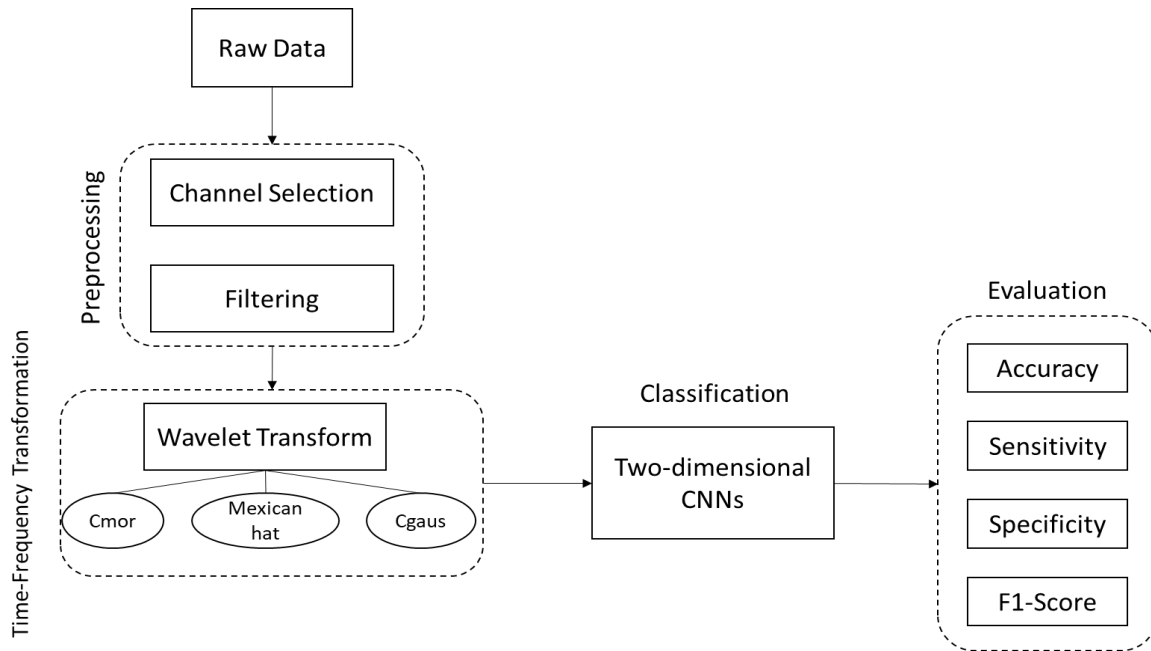 Raw Data
Preprocessing
Channel Selection
Filtering
Time-Frequency Transformation
Wavelet Transform
Cmor
Mexican
hat
Cgaus
Classification
Two-dimensional
CNNs
Evaluation
Accuracy
Sensitivity
Specificity
F1-Score